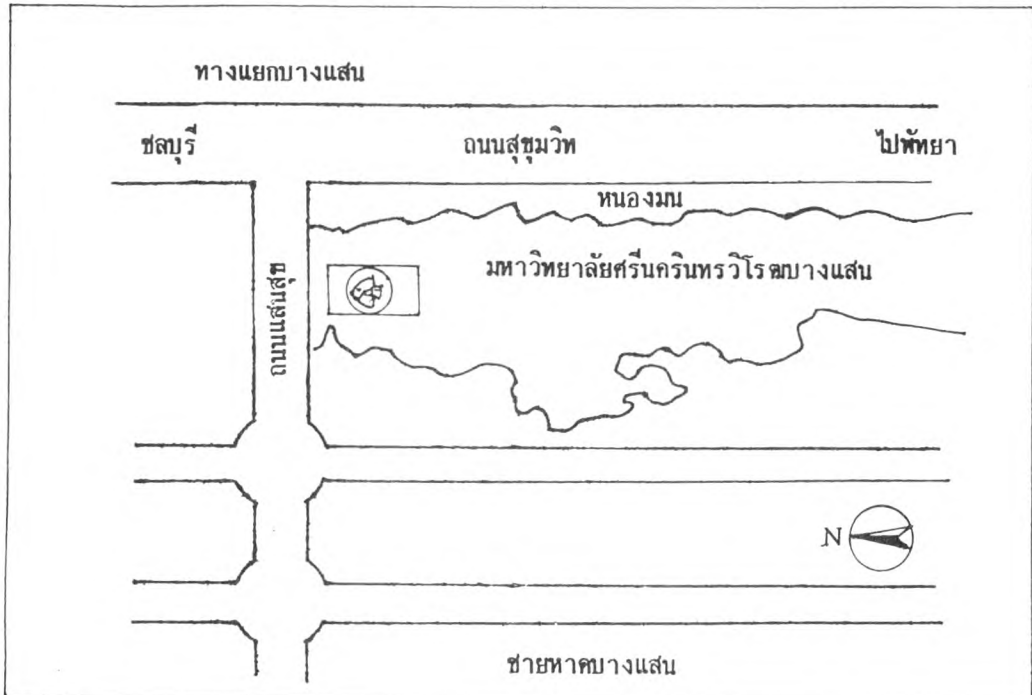 ทางแยกบางแสน
ชลบุรี ถนนสุขุมวิท ไปพัทยา
หนองมน
มหาวิทยาลัยศรีนครินทรวิโรฒบางแสน
ถนนแสนสุข
N
ชายหาดบางแสน